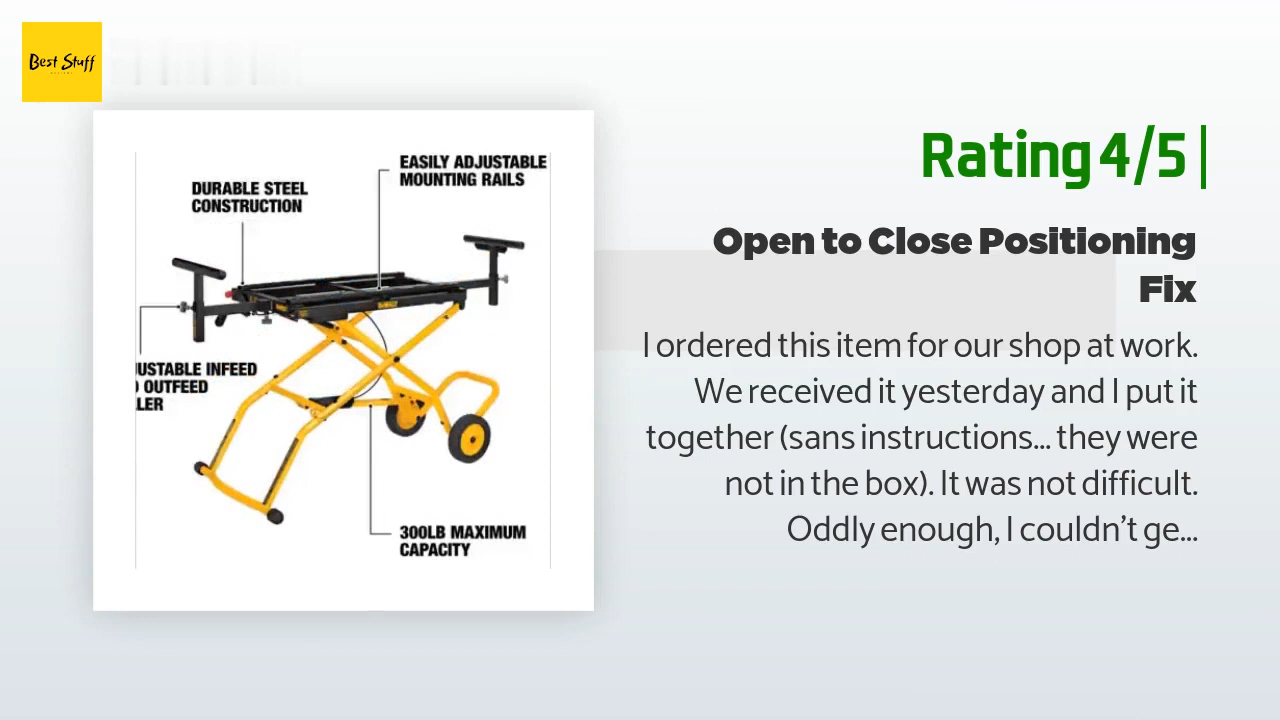 Best Stuff
Rating 4/5
Open to Close Positioning
Fix
I ordered this item for our shop at work.
We received it yesterday and I put it
together (sans instructions... they were
not in the box). It was not difficult.
Oddly enough, I couldn't ge...
EASILY ADJUSTABLE
MOUNTING RAILS
DURABLE STEEL
CONSTRUCTION
JUSTABLE INFEED
OUTFEED
LER
300LB MAXIMUM
CAPACITY
DEWALT